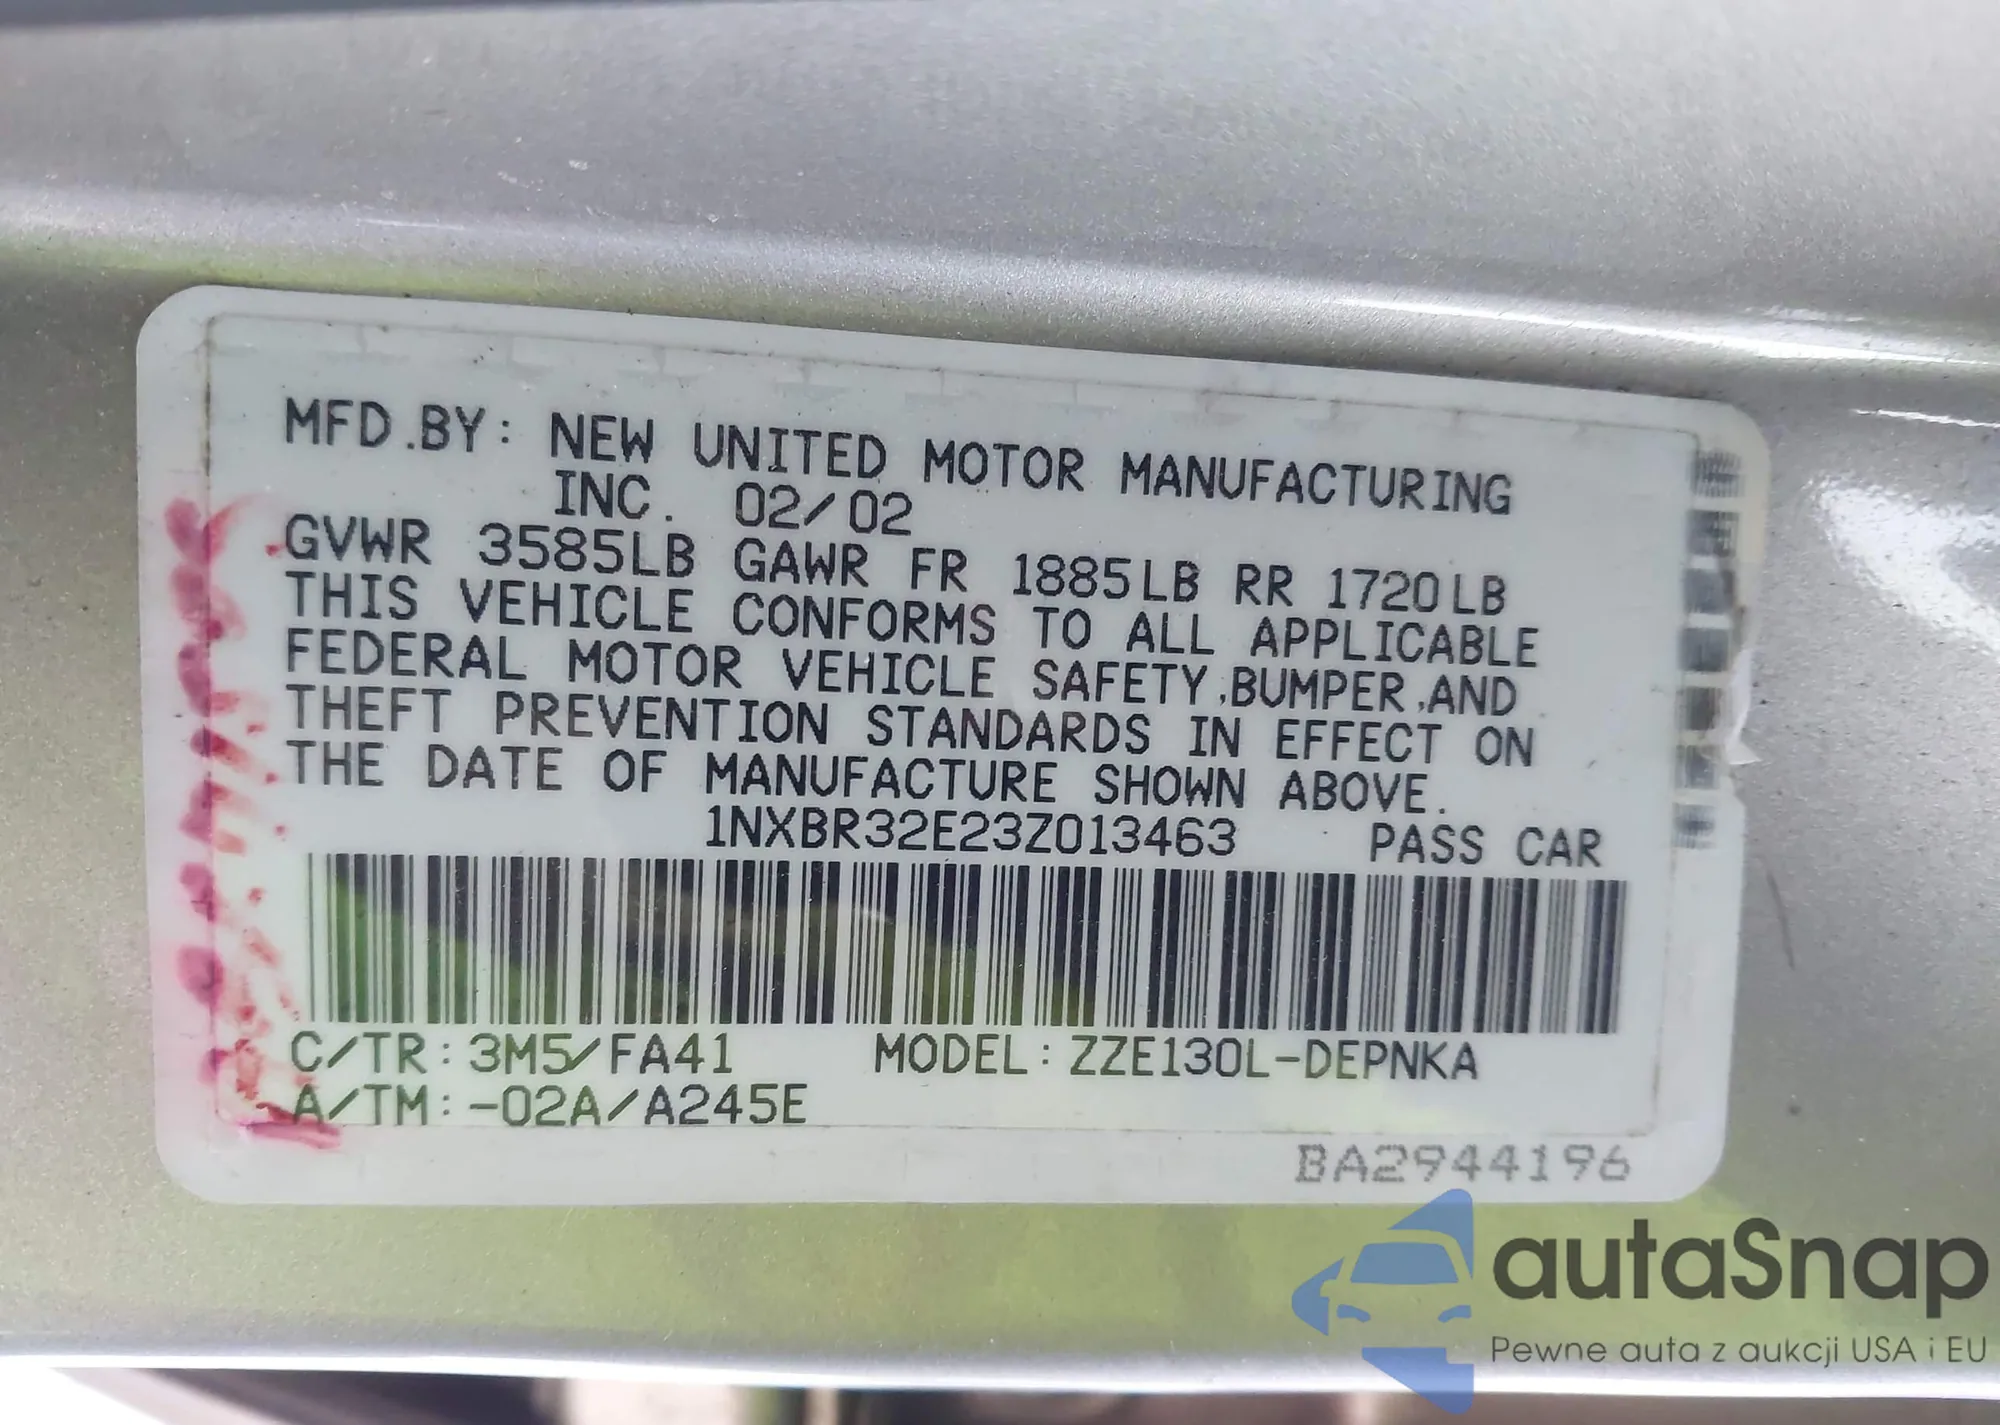 MFD.BY: NEW UNITED MOTOR MANUFACTURING
INC. 02/02
GVWR 3585LB GAWR FR 1885LB RR 1720LB
THIS VEHICLE CONFORMS TO ALL APPLICABLE
FEDERAL MOTOR VEHICLE SAFETY,BUMPER,AND
THEFT PREVENTION STANDARDS IN EFFECT ON
THE DATE OF MANUFACTURE SHOWN ABOVE.
1NXBR32E23Z013463 PASS CAR
C/TR: 3M5/FA41 MODEL: ZZE130L-DEPNKA
A/TM: -02A/A245E
BA2944196
autaSnap
Pewne auta z aukcji USA i EU